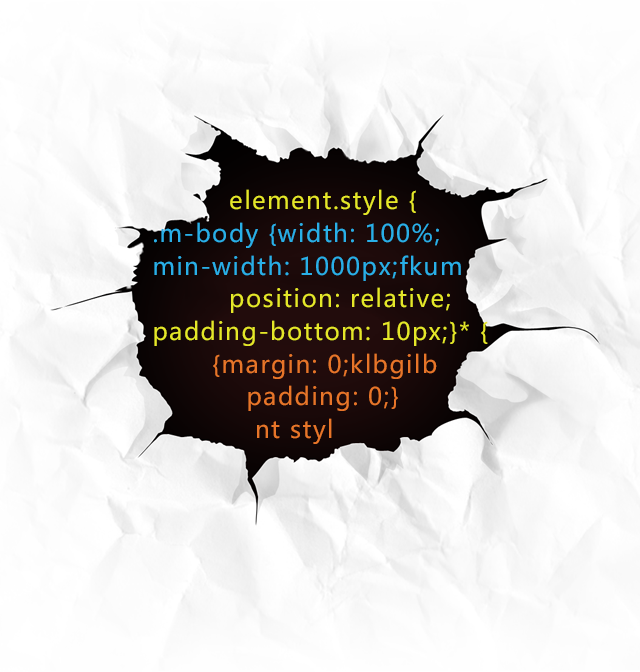 element.style {
.m-body {width: 100%;
min-width: 1000px;fkum
position: relative;
padding-bottom: 10px;}* {
{margin: 0;klbgilb
padding: 0;}
nt styl